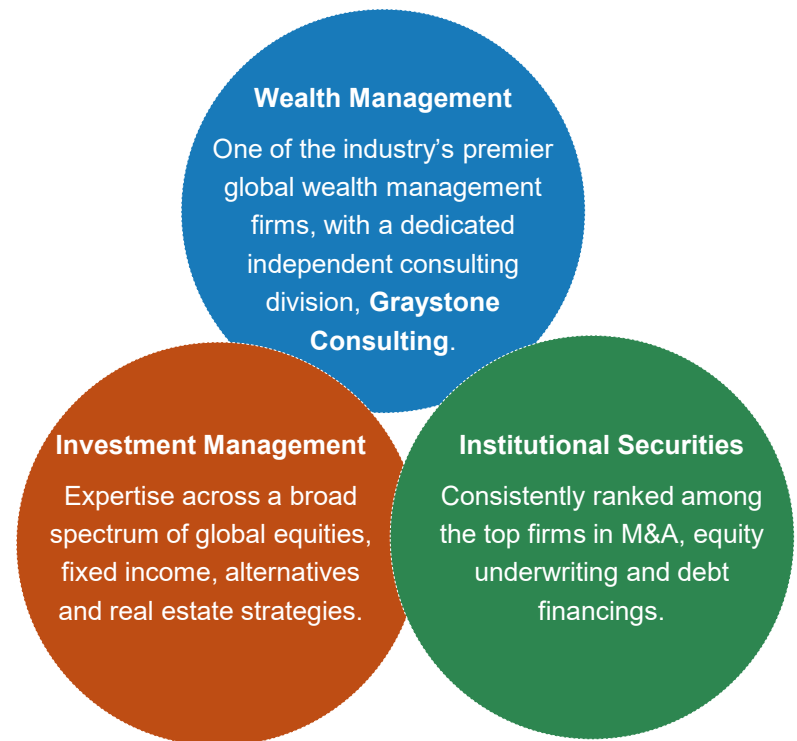 Wealth Management
One of the industry’s premier
global wealth management
firms, with a dedicated
independent consulting
division, Graystone
Consulting.
Investment Management
Expertise across a broad
spectrum of global equities,
fixed income, alternatives
and real estate strategies.
Institutional Securities
Consistently ranked among
the top firms in M&A, equity
underwriting and debt
financings.